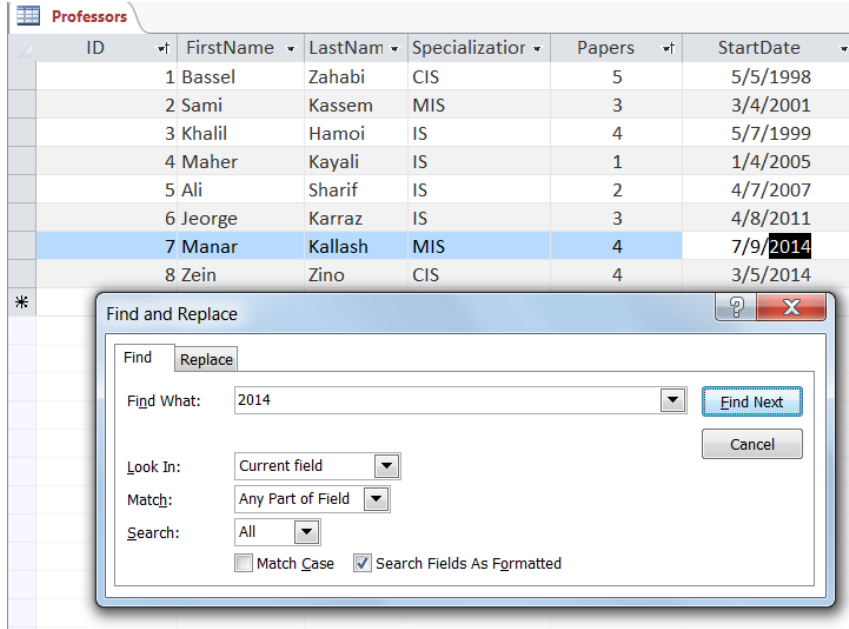 Professors
ID FirstName LastNam Specialization Papers StartDate
1 Bassel Zahabi CIS 5 5/5/1998
2 Sami Kassem MIS 3 3/4/2001
3 Khalil Hamoi IS 4 5/7/1999
4 Maher Kayali IS 1 1/4/2005
5 Ali Sharif IS 2 4/7/2007
6 Jeorge Karraz IS 3 4/8/2011
7 Manar Kallash MIS 4 7/9/2014
8 Zein Zino CIS 4 3/5/2014
Find and Replace
Find Replace
Find What: 2014 Find Next
Cancel
Look In: Current field
Match: Any Part of Field
Search: All
Match Case Search Fields As Formatted